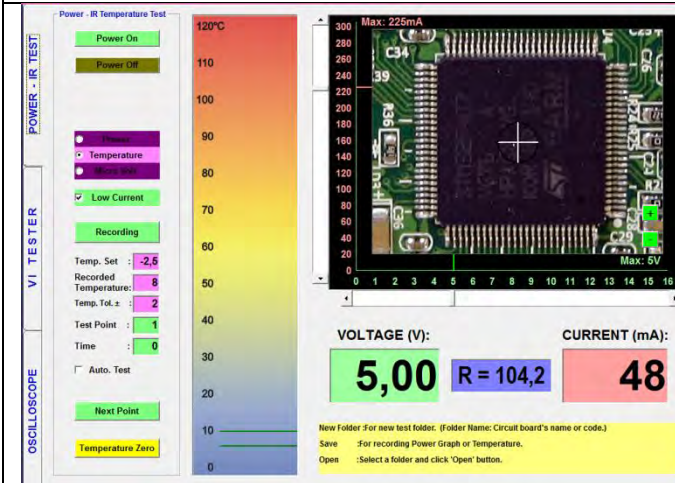 Power - IR Temperature Test
POWER - IR TEST
VI TESTER
OSCILLOSCOPE
Power On
Power Off
Power
Temperature
Low Current
Recording
Temp. Set : -2,5
Recorded
Temperature: 8
Temp. Tol. ± : 2
Test Point : 1
Time : 0
Auto. Test
Next Point
Temperature Zero
120°C
110
100
90
80
70
60
50
40
30
20
10
0
Max: 225mA
300
280
260
240
220
200
180
160
140
120
100
80
60
40
20
0
C34
39
R36
C36
C26
R24
R25
C28
+
-
Max: 5V
0 1 2 3 4 5 6 7 8 9 10 11 12 13 14 15 16
VOLTAGE (V):
5,00
R = 104,2
CURRENT (mA):
48
New Folder :For new test folder. (Folder Name: Circuit board's name or code.)
Save :For recording Power Graph or Temperature.
Open :Select a folder and click 'Open' button.